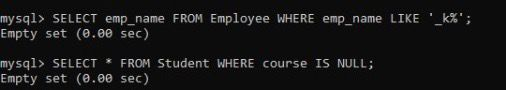 mysql> SELECT emp_name FROM Employee WHERE emp_name LIKE '_k%';
Empty set (0.00 sec)
mysql> SELECT * FROM Student WHERE course IS NULL;
Empty set (0.00 sec)